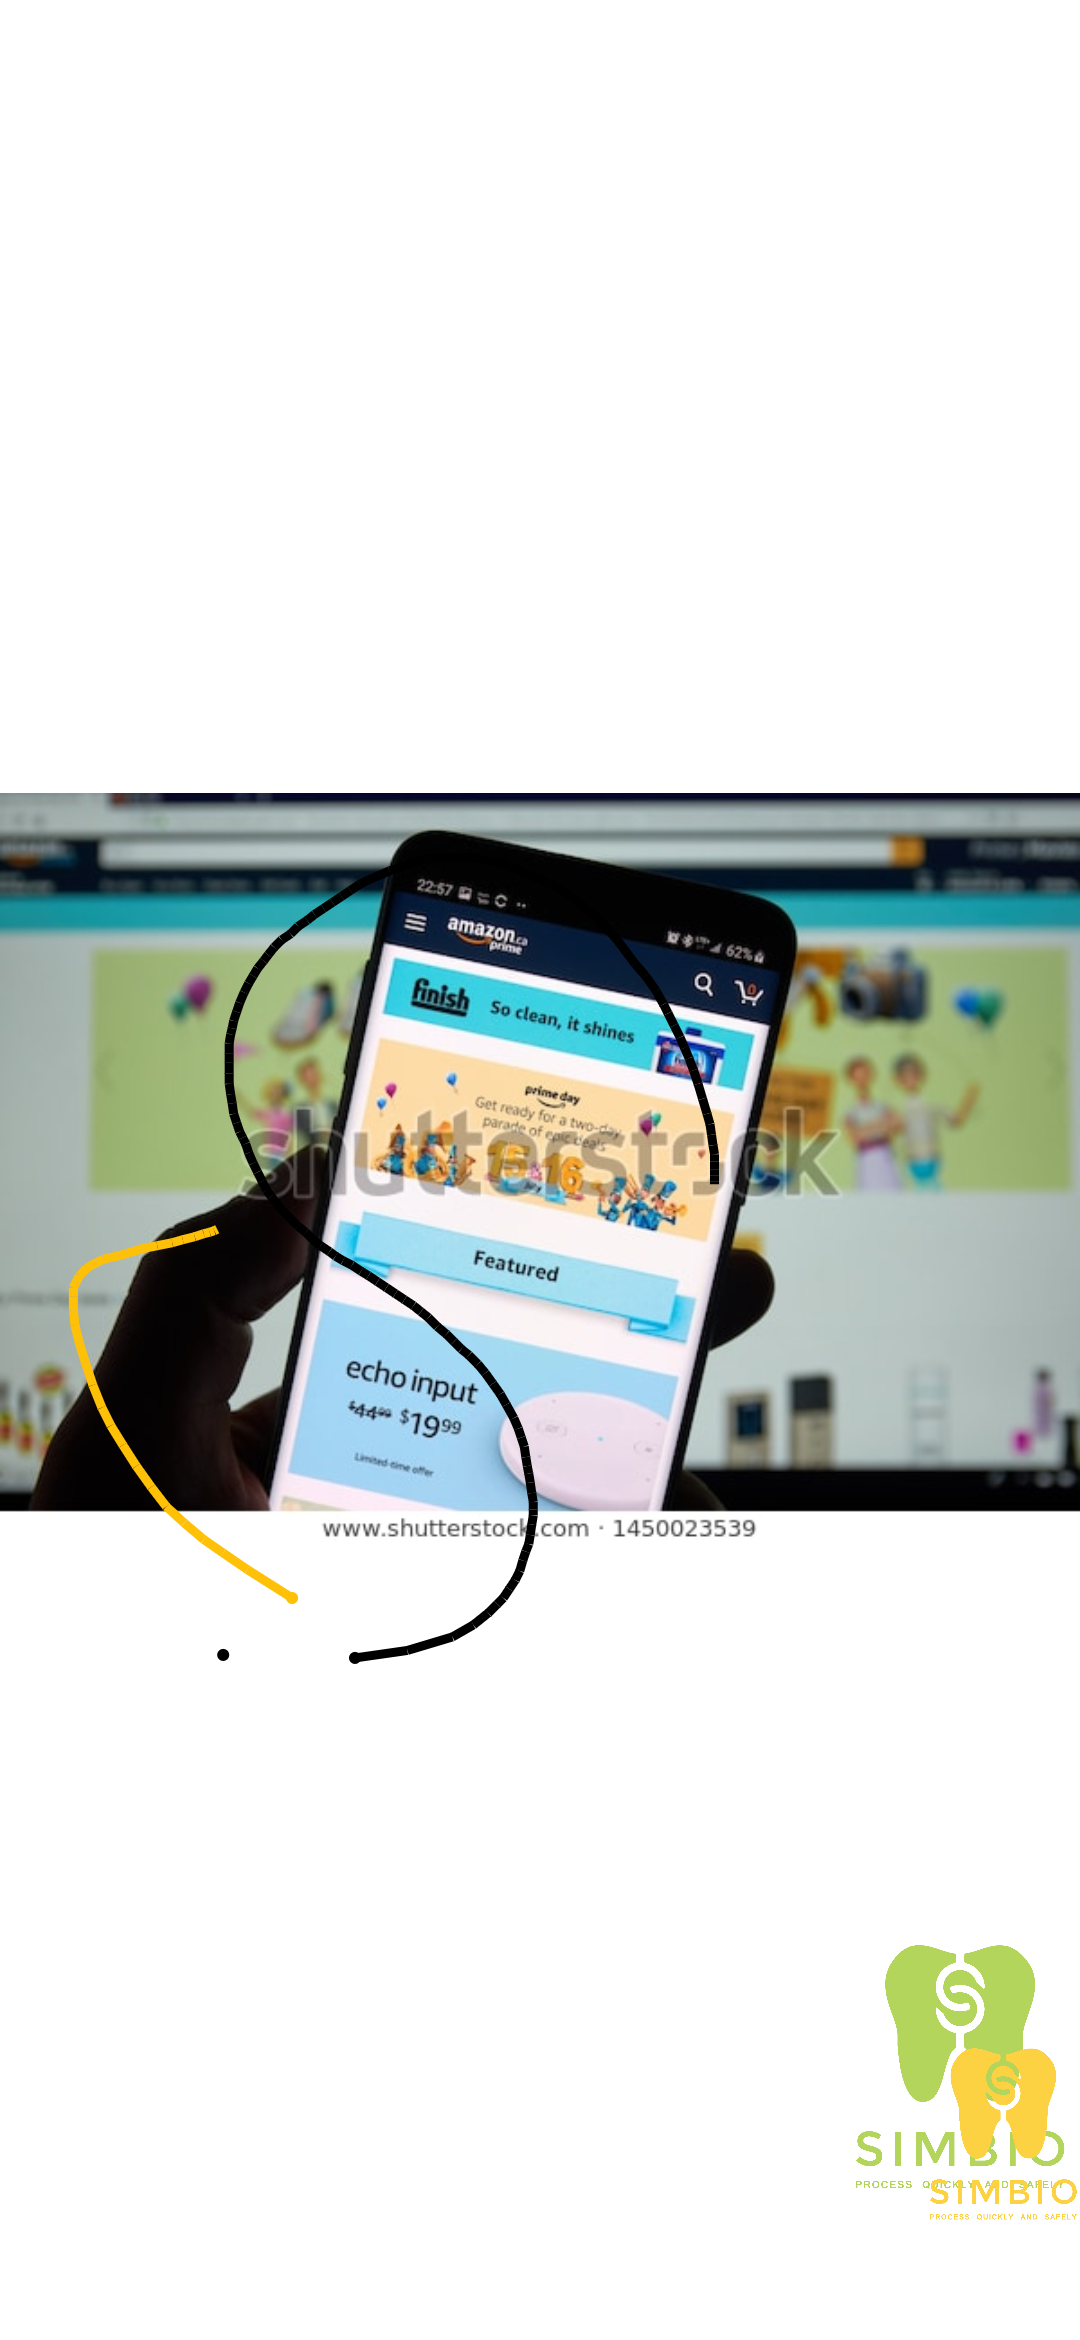 22:57
62%
amazon.ca
prime
0
finish
So clean, it shines
prime day
Get ready for a two-day
parade of epic deals
15 & 16
shutterstock
Featured
echo input
$44.99 $19.99
Limited-time offer
www.shutterstock.com · 1450023539
SIMBIO
PROCESS QUICKLY AND SAFELY
SIMBIO
PROCESS QUICKLY AND SAFELY